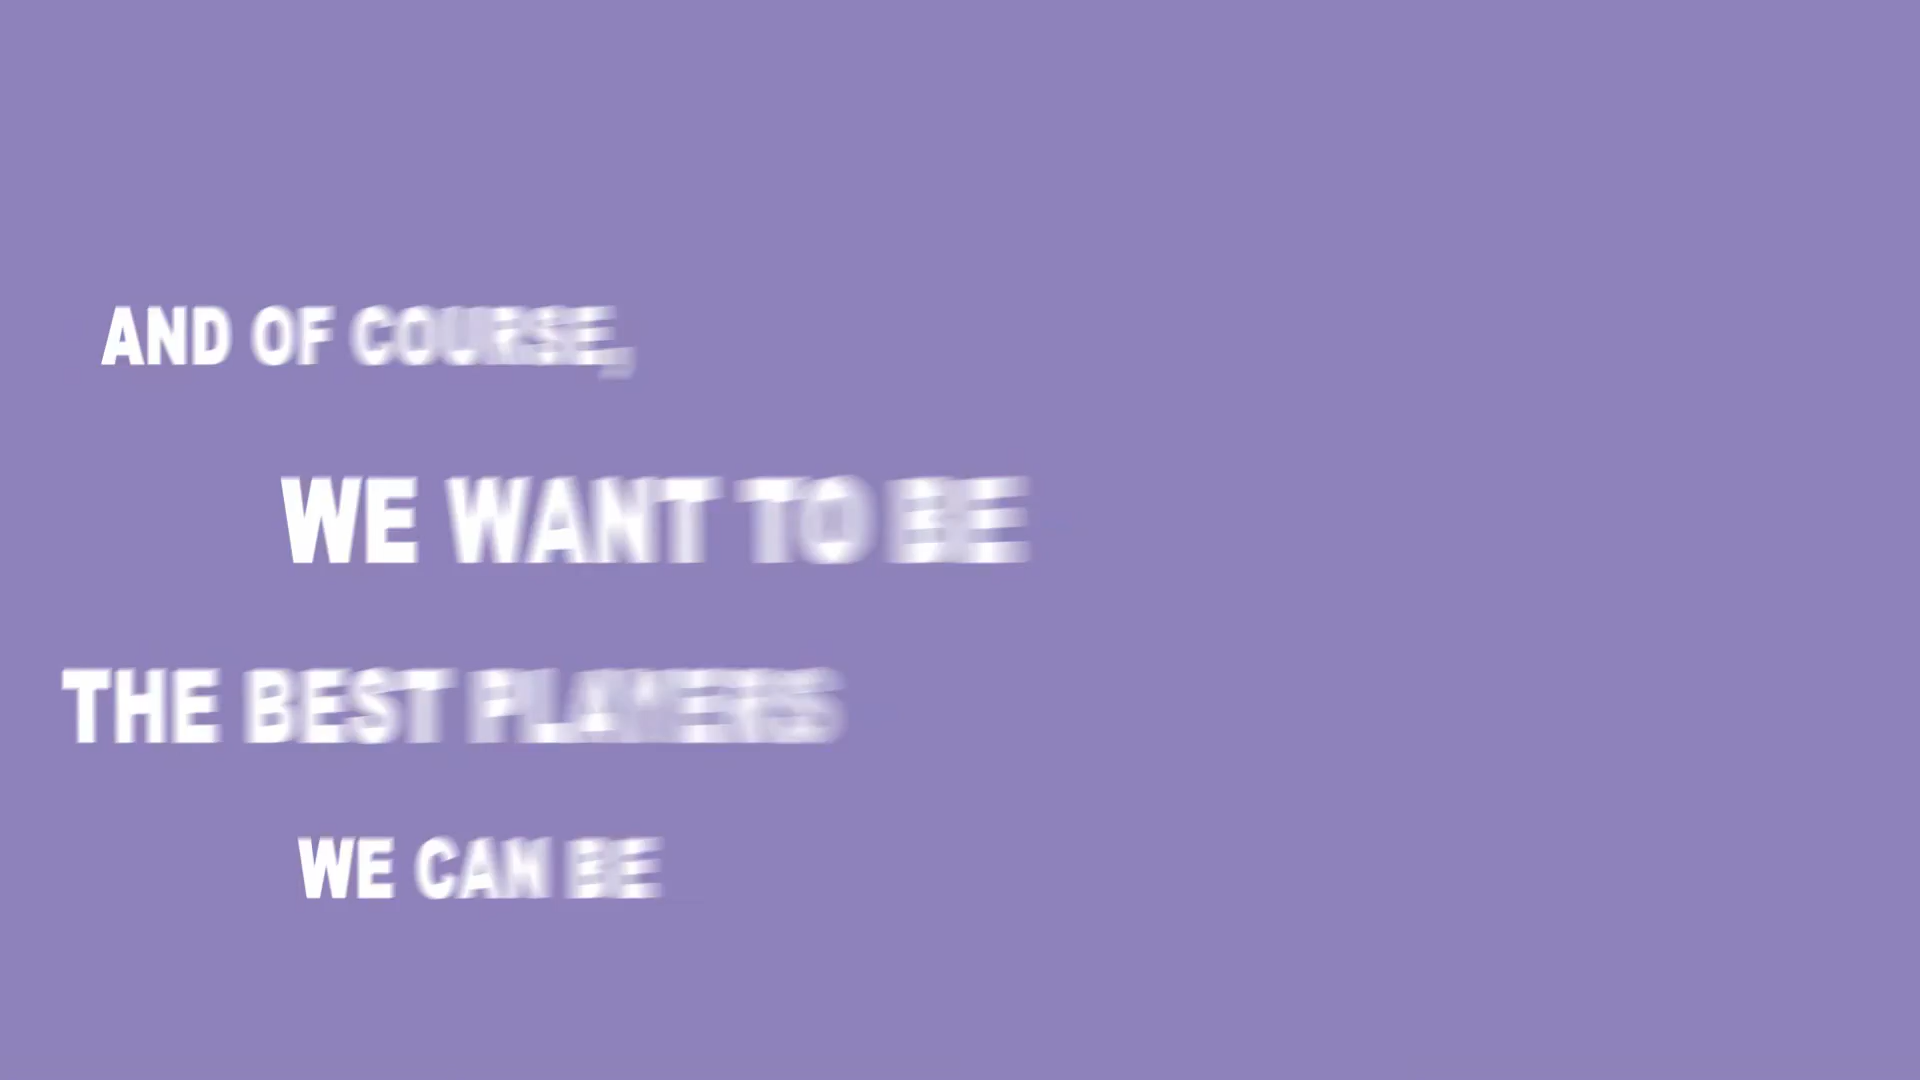 AND OF COURSE,
WE WANT TO BE
THE BEST PLAYERS
WE CAN BE